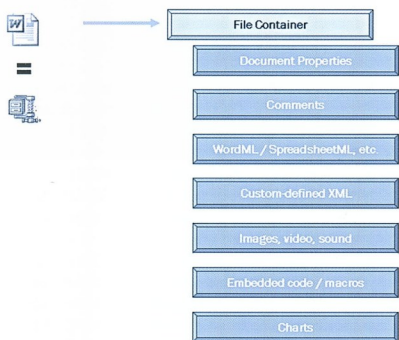 W
File Container
Document Properties
Comments
WordML / SpreadsheetML, etc.
Custom-defined XML
Images, video, sound
Embedded code / macros
Charts